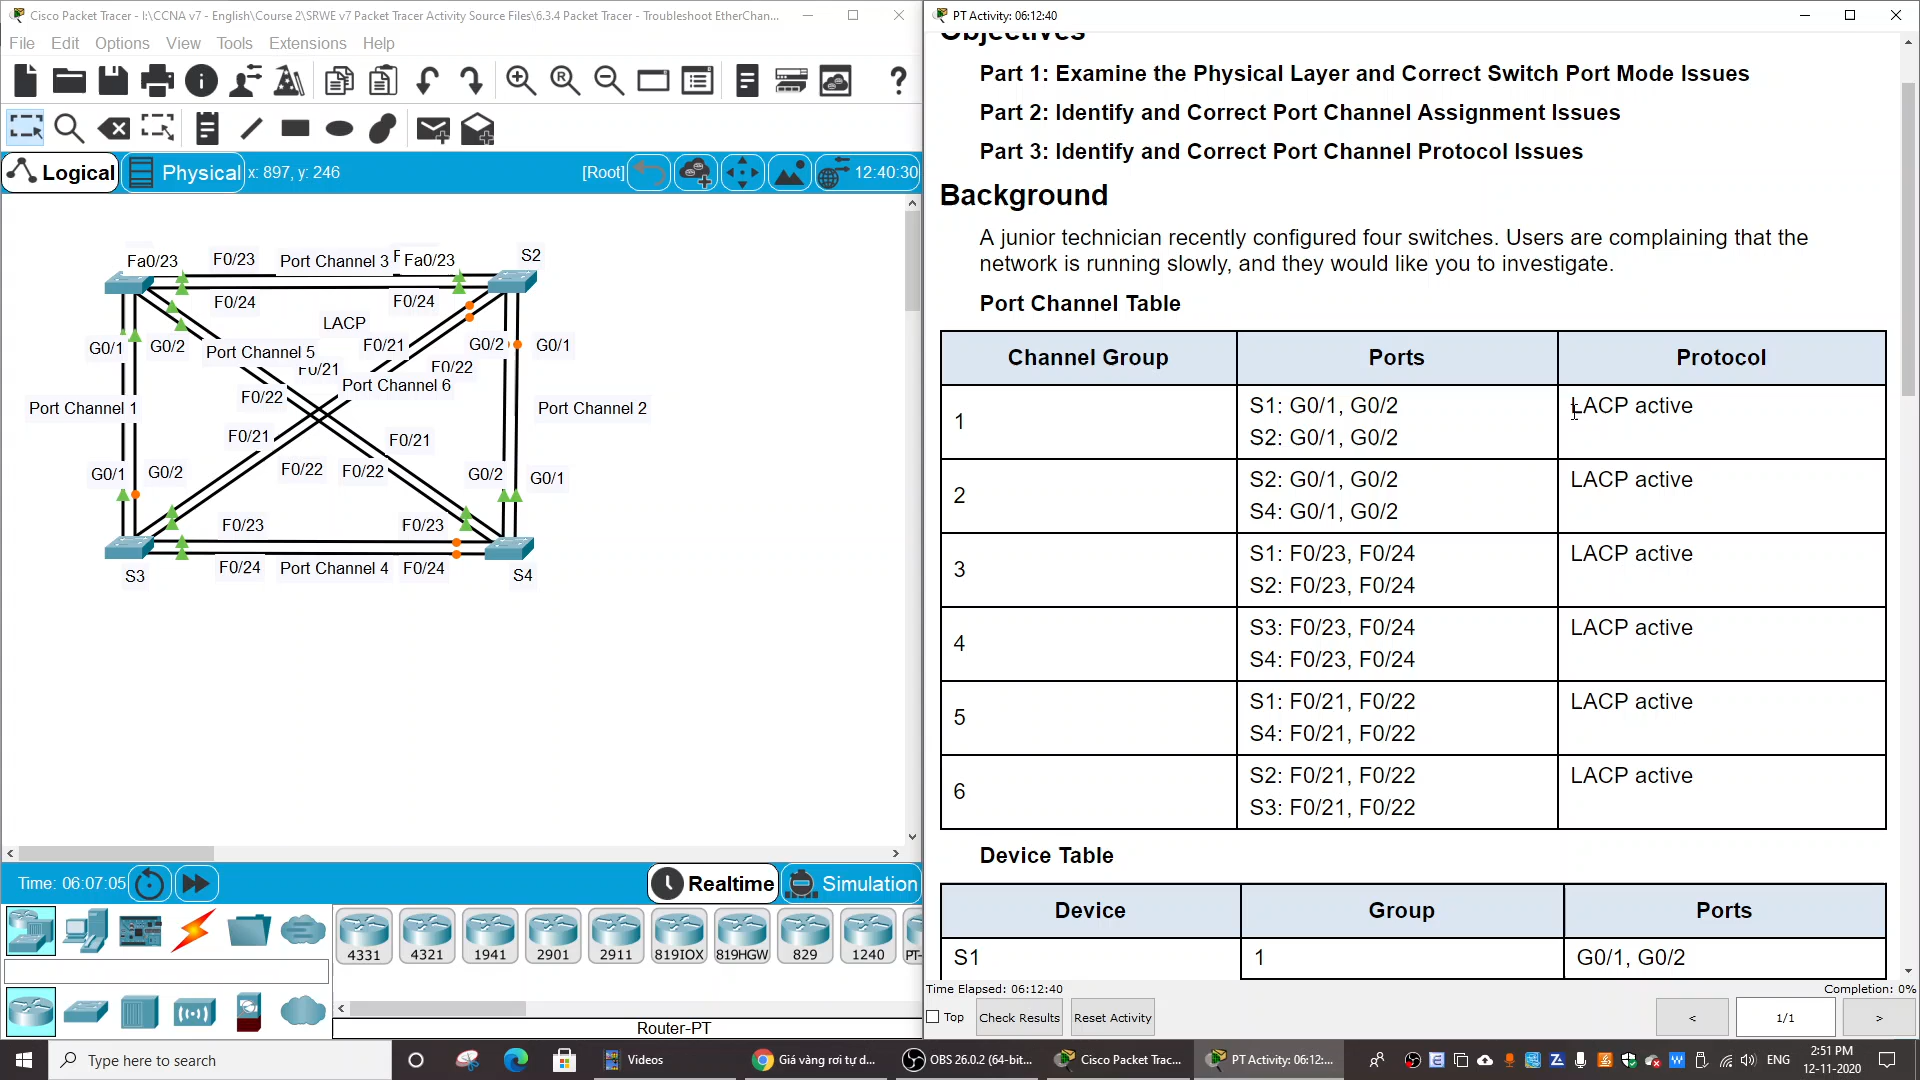 Cisco Packet Tracer - I:\CCNA v7 - English\Course 2\SRWE v7 Packet Tracer Activity Source Files\6.3.4 Packet Tracer - Troubleshoot EtherChan...
File Edit Options View Tools Extensions Help
Logical
Physical
x: 897, y: 246
[Root]
12:40:30
Fa0/23
F0/23
Port Channel 3
F
Fa0/23
S2
F0/24
F0/24
LACP
G0/1
G0/2
Port Channel 5
F0/21
G0/2
G0/1
F0/21
F0/22
Port Channel 6
F0/22
Port Channel 1
Port Channel 2
F0/21
F0/21
G0/1
G0/2
F0/22
F0/22
G0/2
G0/1
F0/23
F0/23
S3
F0/24
Port Channel 4
F0/24
S4
Time: 06:07:05
Realtime
Simulation
4331
4321
1941
2901
2911
819IOX
819HGW
829
1240
PT-
Router-PT
PT Activity: 06:12:40
Objectives
Part 1: Examine the Physical Layer and Correct Switch Port Mode Issues
Part 2: Identify and Correct Port Channel Assignment Issues
Part 3: Identify and Correct Port Channel Protocol Issues
Background
A junior technician recently configured four switches. Users are complaining that the
network is running slowly, and they would like you to investigate.
Port Channel Table
Channel Group Ports Protocol
1
S1: G0/1, G0/2
S2: G0/1, G0/2
LACP active
2
S2: G0/1, G0/2
S4: G0/1, G0/2
LACP active
3
S1: F0/23, F0/24
S2: F0/23, F0/24
LACP active
4
S3: F0/23, F0/24
S4: F0/23, F0/24
LACP active
5
S1: F0/21, F0/22
S4: F0/21, F0/22
LACP active
6
S2: F0/21, F0/22
S3: F0/21, F0/22
LACP active
Device Table
Device Group Ports
S1 1 G0/1, G0/2
Time Elapsed: 06:12:40
Completion: 0%
Top
Check Results
Reset Activity
<
1/1
>
Type here to search
Videos
Giá vàng rơi tự d...
OBS 26.0.2 (64-bit...
Cisco Packet Trac...
PT Activity: 06:12:...
ENG
2:51 PM
12-11-2020